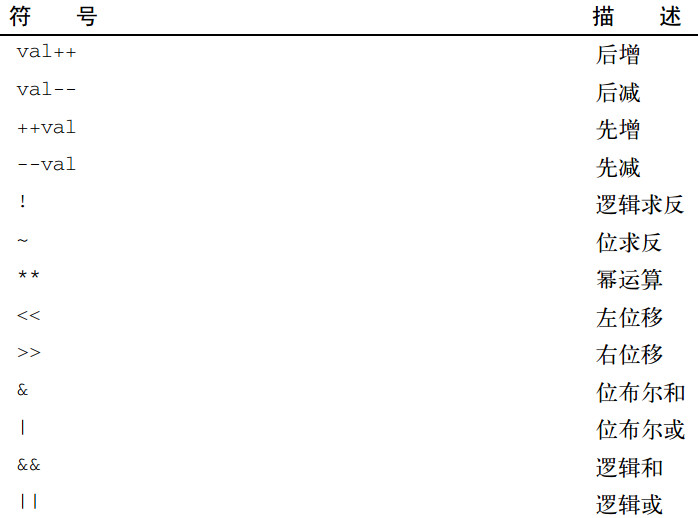 符 号 描 述
val++ 后增
val-- 后减
++val 先增
--val 先减
! 逻辑求反
~ 位求反
** 幂运算
<< 左位移
>> 右位移
& 位布尔和
| 位布尔或
&& 逻辑和
|| 逻辑或